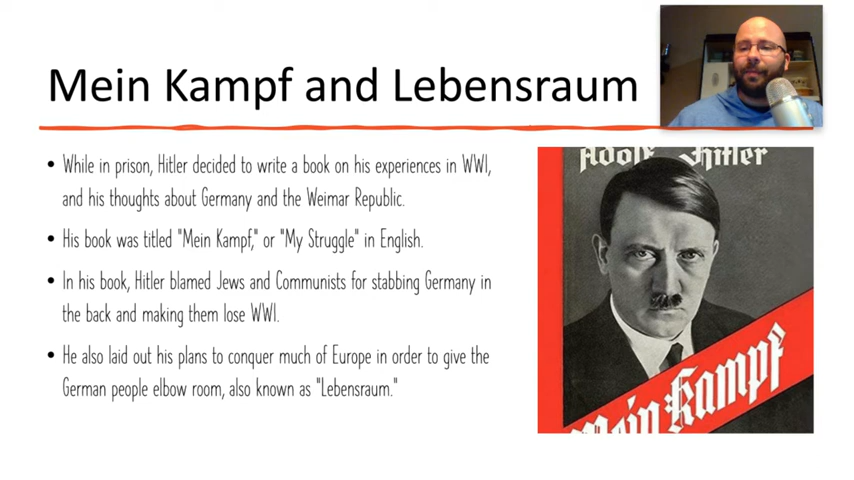 Mein Kampf and Lebensraum
• While in prison, Hitler decided to write a book on his experiences in WWI,
and his thoughts about Germany and the Weimar Republic.
• His book was titled "Mein Kampf," or "My Struggle" in English.
• In his book, Hitler blamed Jews and Communists for stabbing Germany in
the back and making them lose WWI.
• He also laid out his plans to conquer much of Europe in order to give the
German people elbow room, also known as "Lebensraum."
Adolf Hitler
Mein Kampf